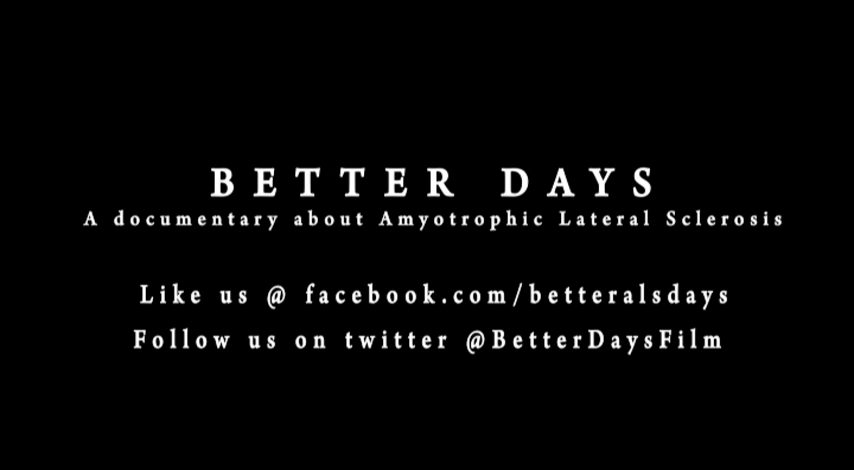 BETTER DAYS
A documentary about Amyotrophic Lateral Sclerosis
Like us @ facebook.com/betteralsdays
Follow us on twitter @BetterDaysFilm